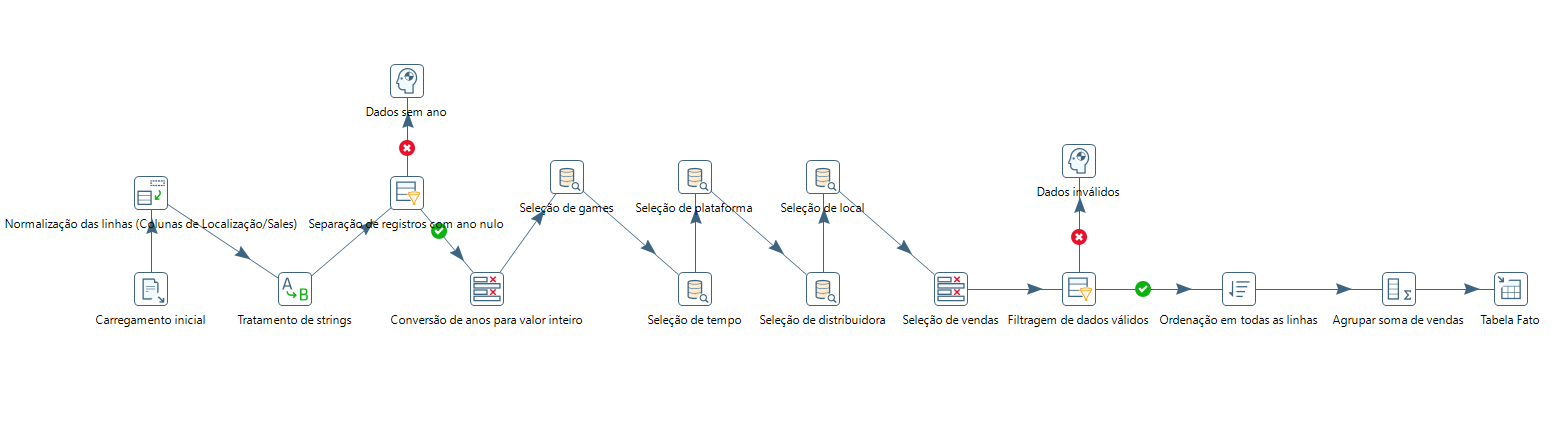 Dados sem ano
Dados inválidos
Normalização das linhas (Colunas de Localização/Sales)
Separação de registros com ano nulo
Seleção de games
Seleção de plataforma
Seleção de local
A
B
Carregamento inicial
Tratamento de strings
Conversão de anos para valor inteiro
Seleção de tempo
Seleção de distribuidora
Seleção de vendas
Filtragem de dados válidos
Ordenação em todas as linhas
Σ
Agrupar soma de vendas
Tabela Fato